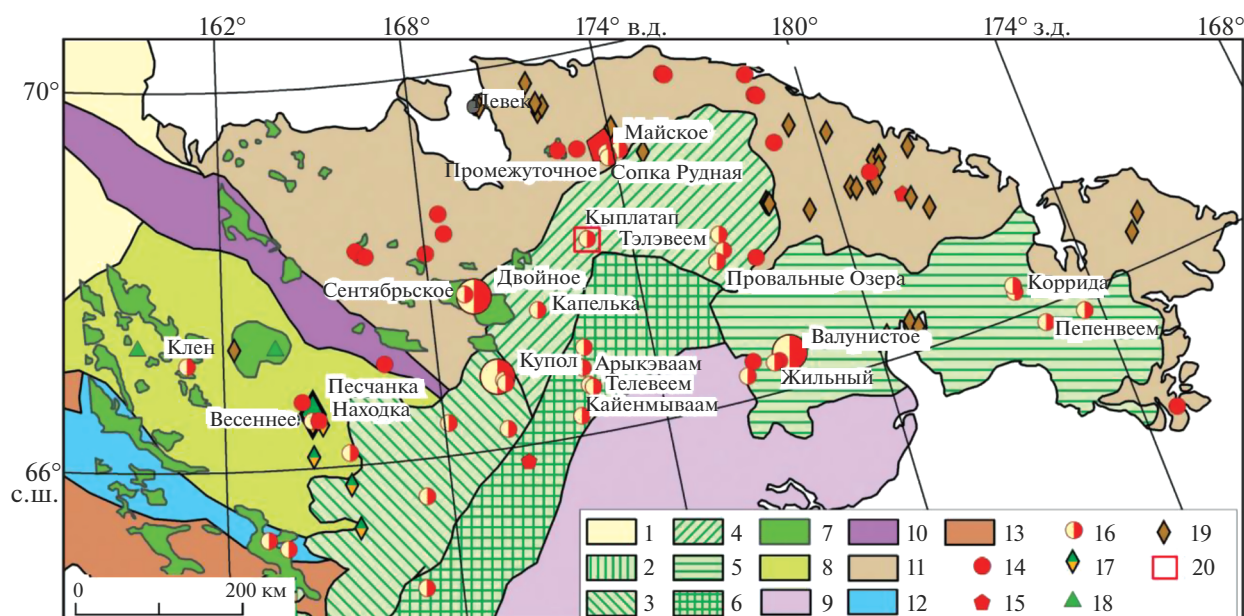 162° 168° 174° в.д. 180° 174° з.д. 168°
70°
Певек
Майское
Промежуточное
Сопка Рудная
Кыплатап
Тэлэвеем
Двойное
Провальные Озера
Сентябрьское
Коррида
Капелька
Пепенвеем
Валунистое
Клен
Купол
Арыкэваам
Жильный
Песчанка
Телевеем
Находка
Кайенмываам
Весеннее
66°
с.ш.
1 4 7 10 13 16 19
2 5 8 11 14 17 20
3 6 9 12 15 18
0 200 км